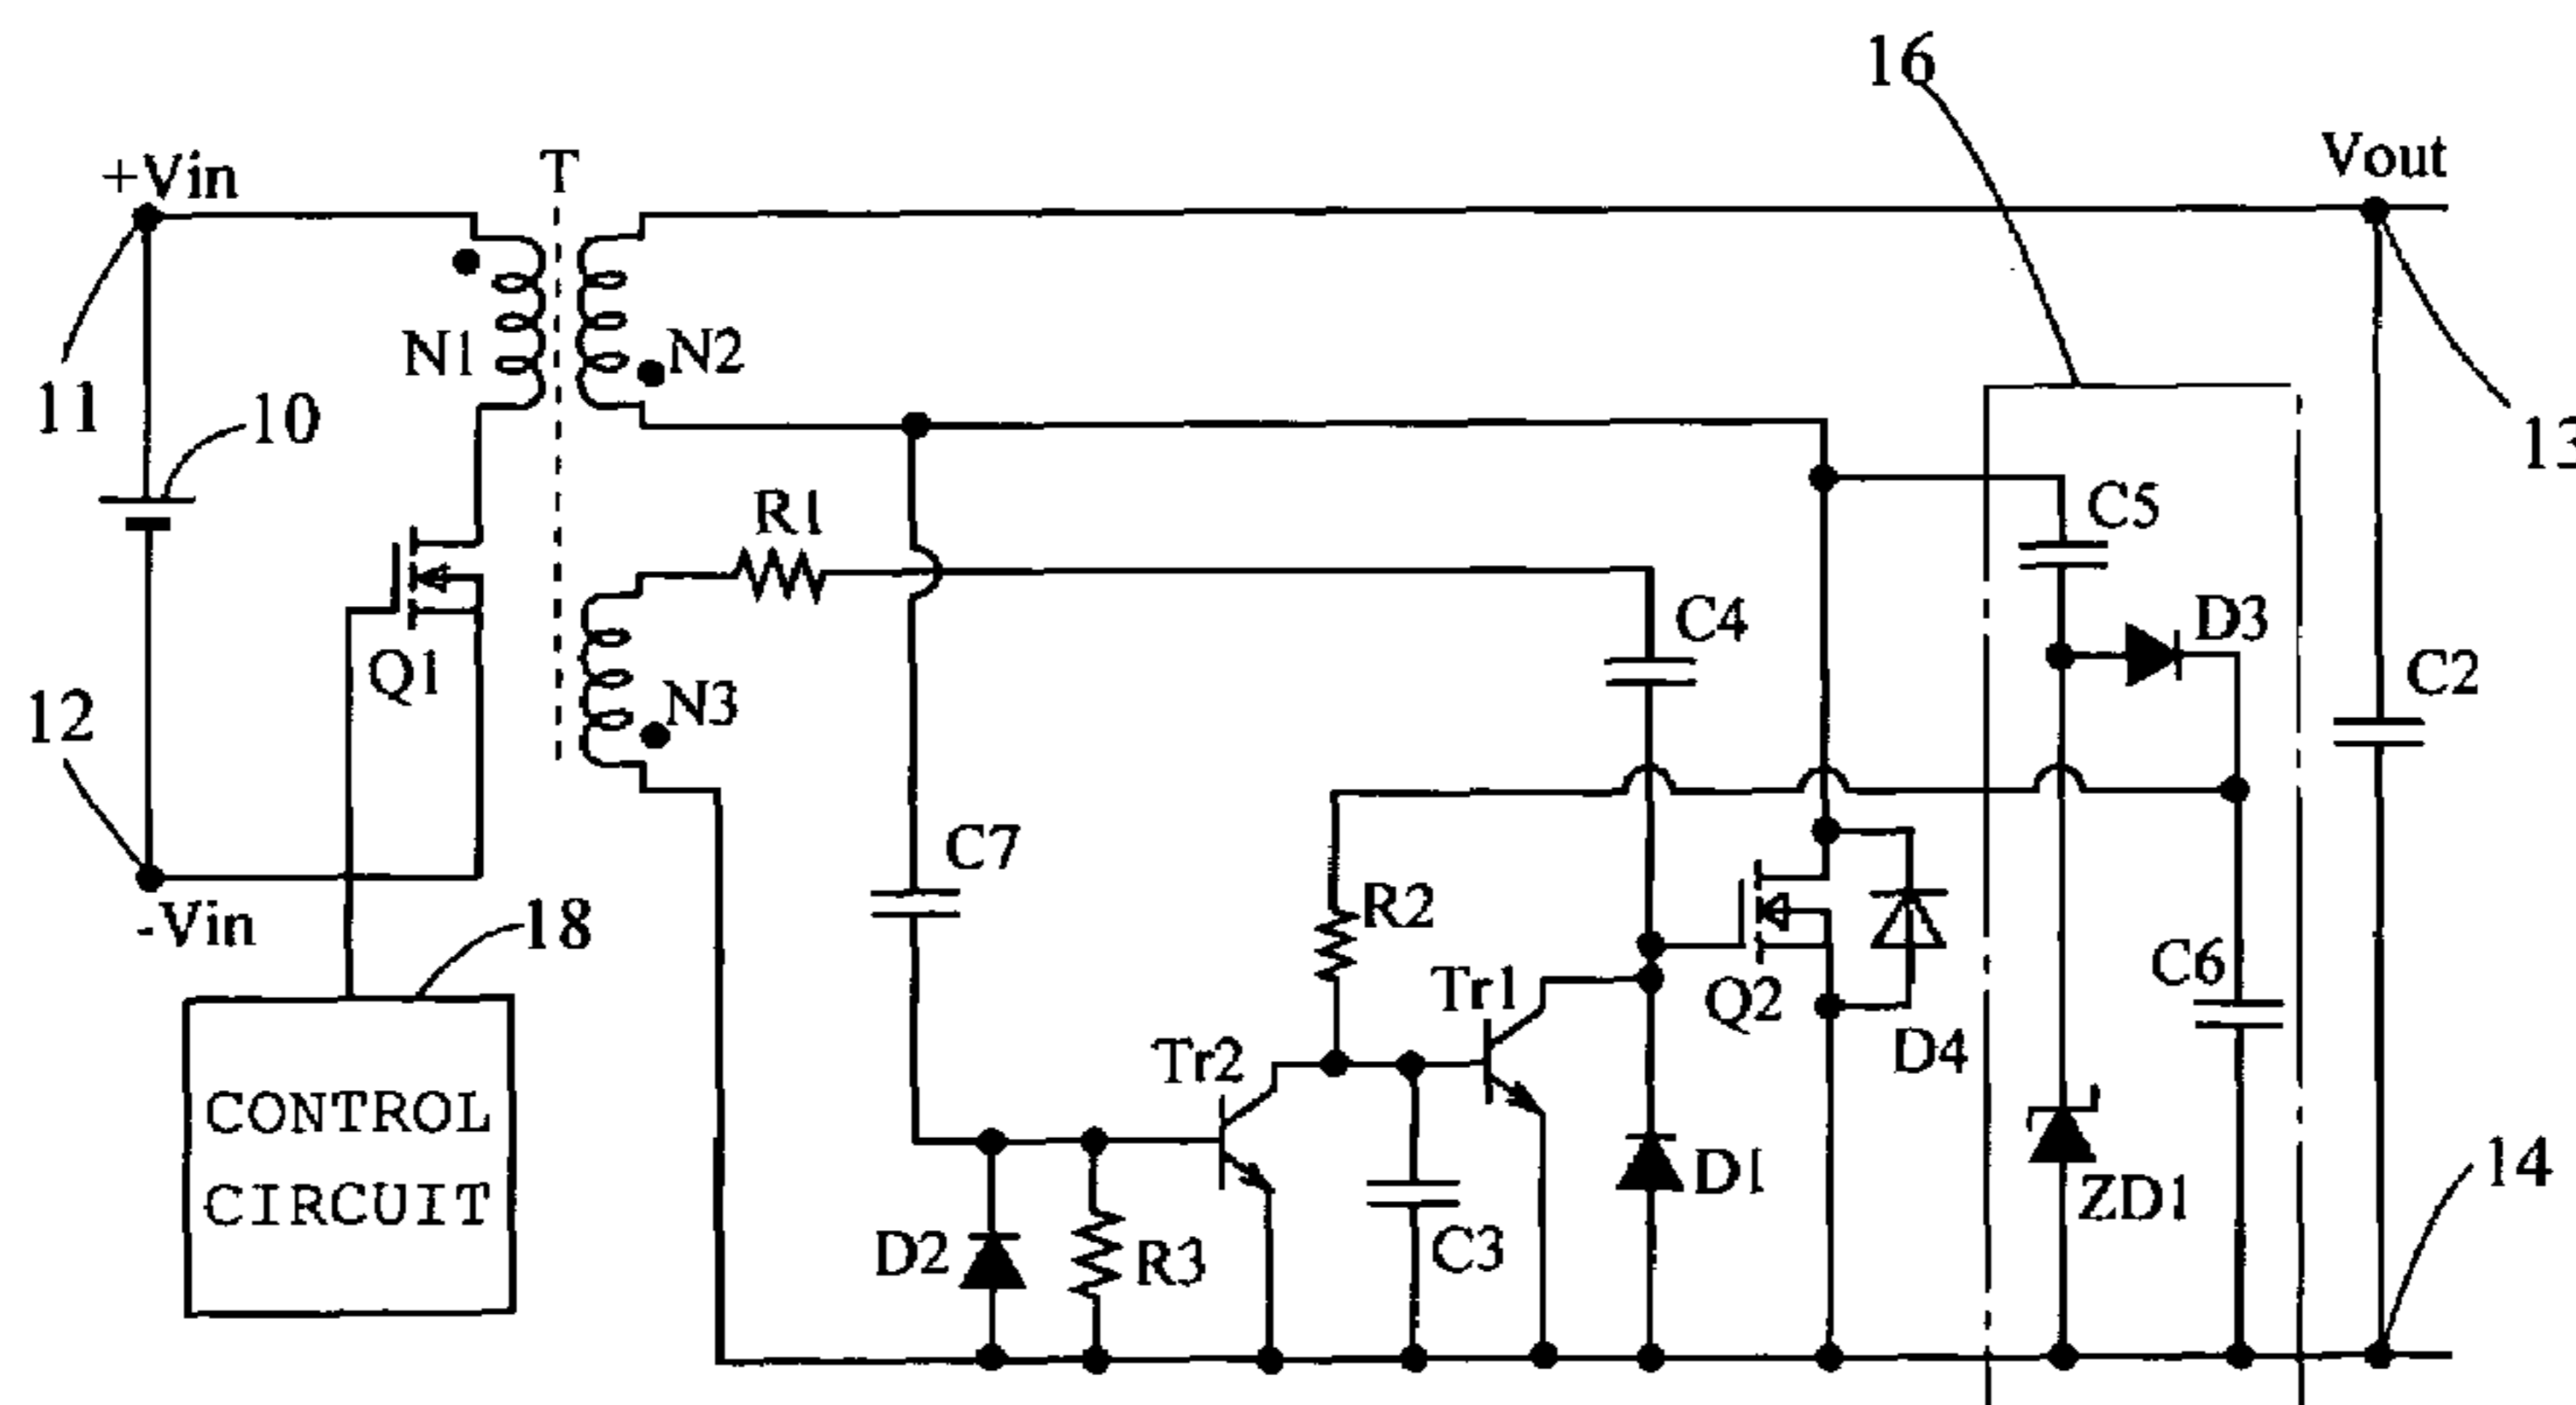 16
Vout
+Vin
T
N1
N2
11
10
13
R1
C5
C4
D3
Q1
N3
C2
12
C7
-Vin
18
R2
Tr1
Q2
C6
Tr2
D4
CONTROL
CIRCUIT
D1
14
ZD1
D2
R3
C3